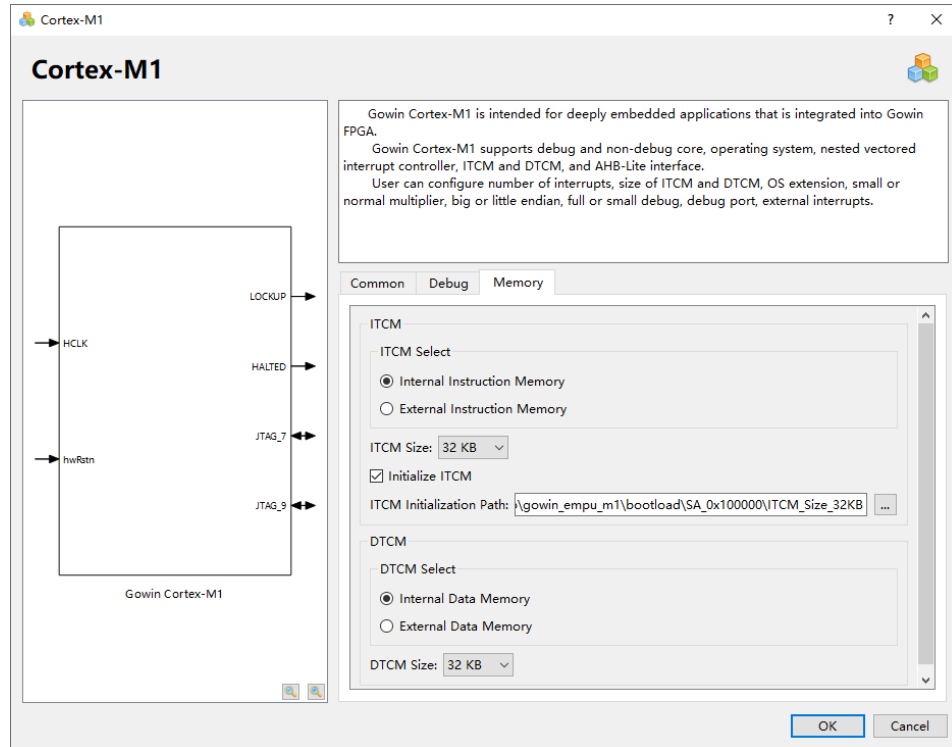 Cortex-M1
? ×
Cortex-M1
Gowin Cortex-M1 is intended for deeply embedded applications that is integrated into Gowin
FPGA.
Gowin Cortex-M1 supports debug and non-debug core, operating system, nested vectored
interrupt controller, ITCM and DTCM, and AHB-Lite interface.
User can configure number of interrupts, size of ITCM and DTCM, OS extension, small or
normal multiplier, big or little endian, full or small debug, debug port, external interrupts.
LOCKUP
HCLK
HALTED
JTAG_7
hwRstn
JTAG_9
Gowin Cortex-M1
Common Debug Memory
ITCM
ITCM Select
Internal Instruction Memory
External Instruction Memory
ITCM Size: 32 KB
Initialize ITCM
ITCM Initialization Path: \gowin_empu_m1\bootload\SA_0x100000\ITCM_Size_32KB ...
DTCM
DTCM Select
Internal Data Memory
External Data Memory
DTCM Size: 32 KB
OK Cancel